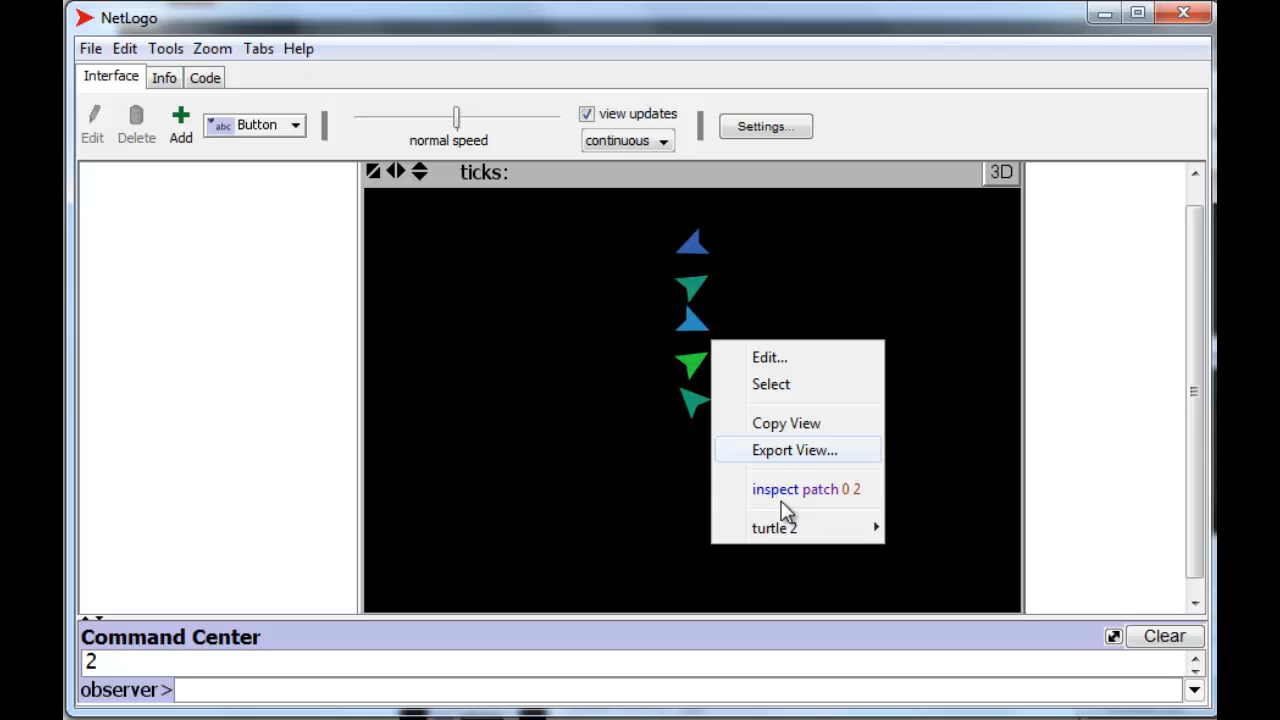 NetLogo
File Edit Tools Zoom Tabs Help
Interface Info Code
Edit Delete Add abc Button normal speed view updates continuous Settings...
ticks: 3D
Edit...
Select
Copy View
Export View...
inspect patch 0 2
turtle 2
Command Center Clear
2
observer>